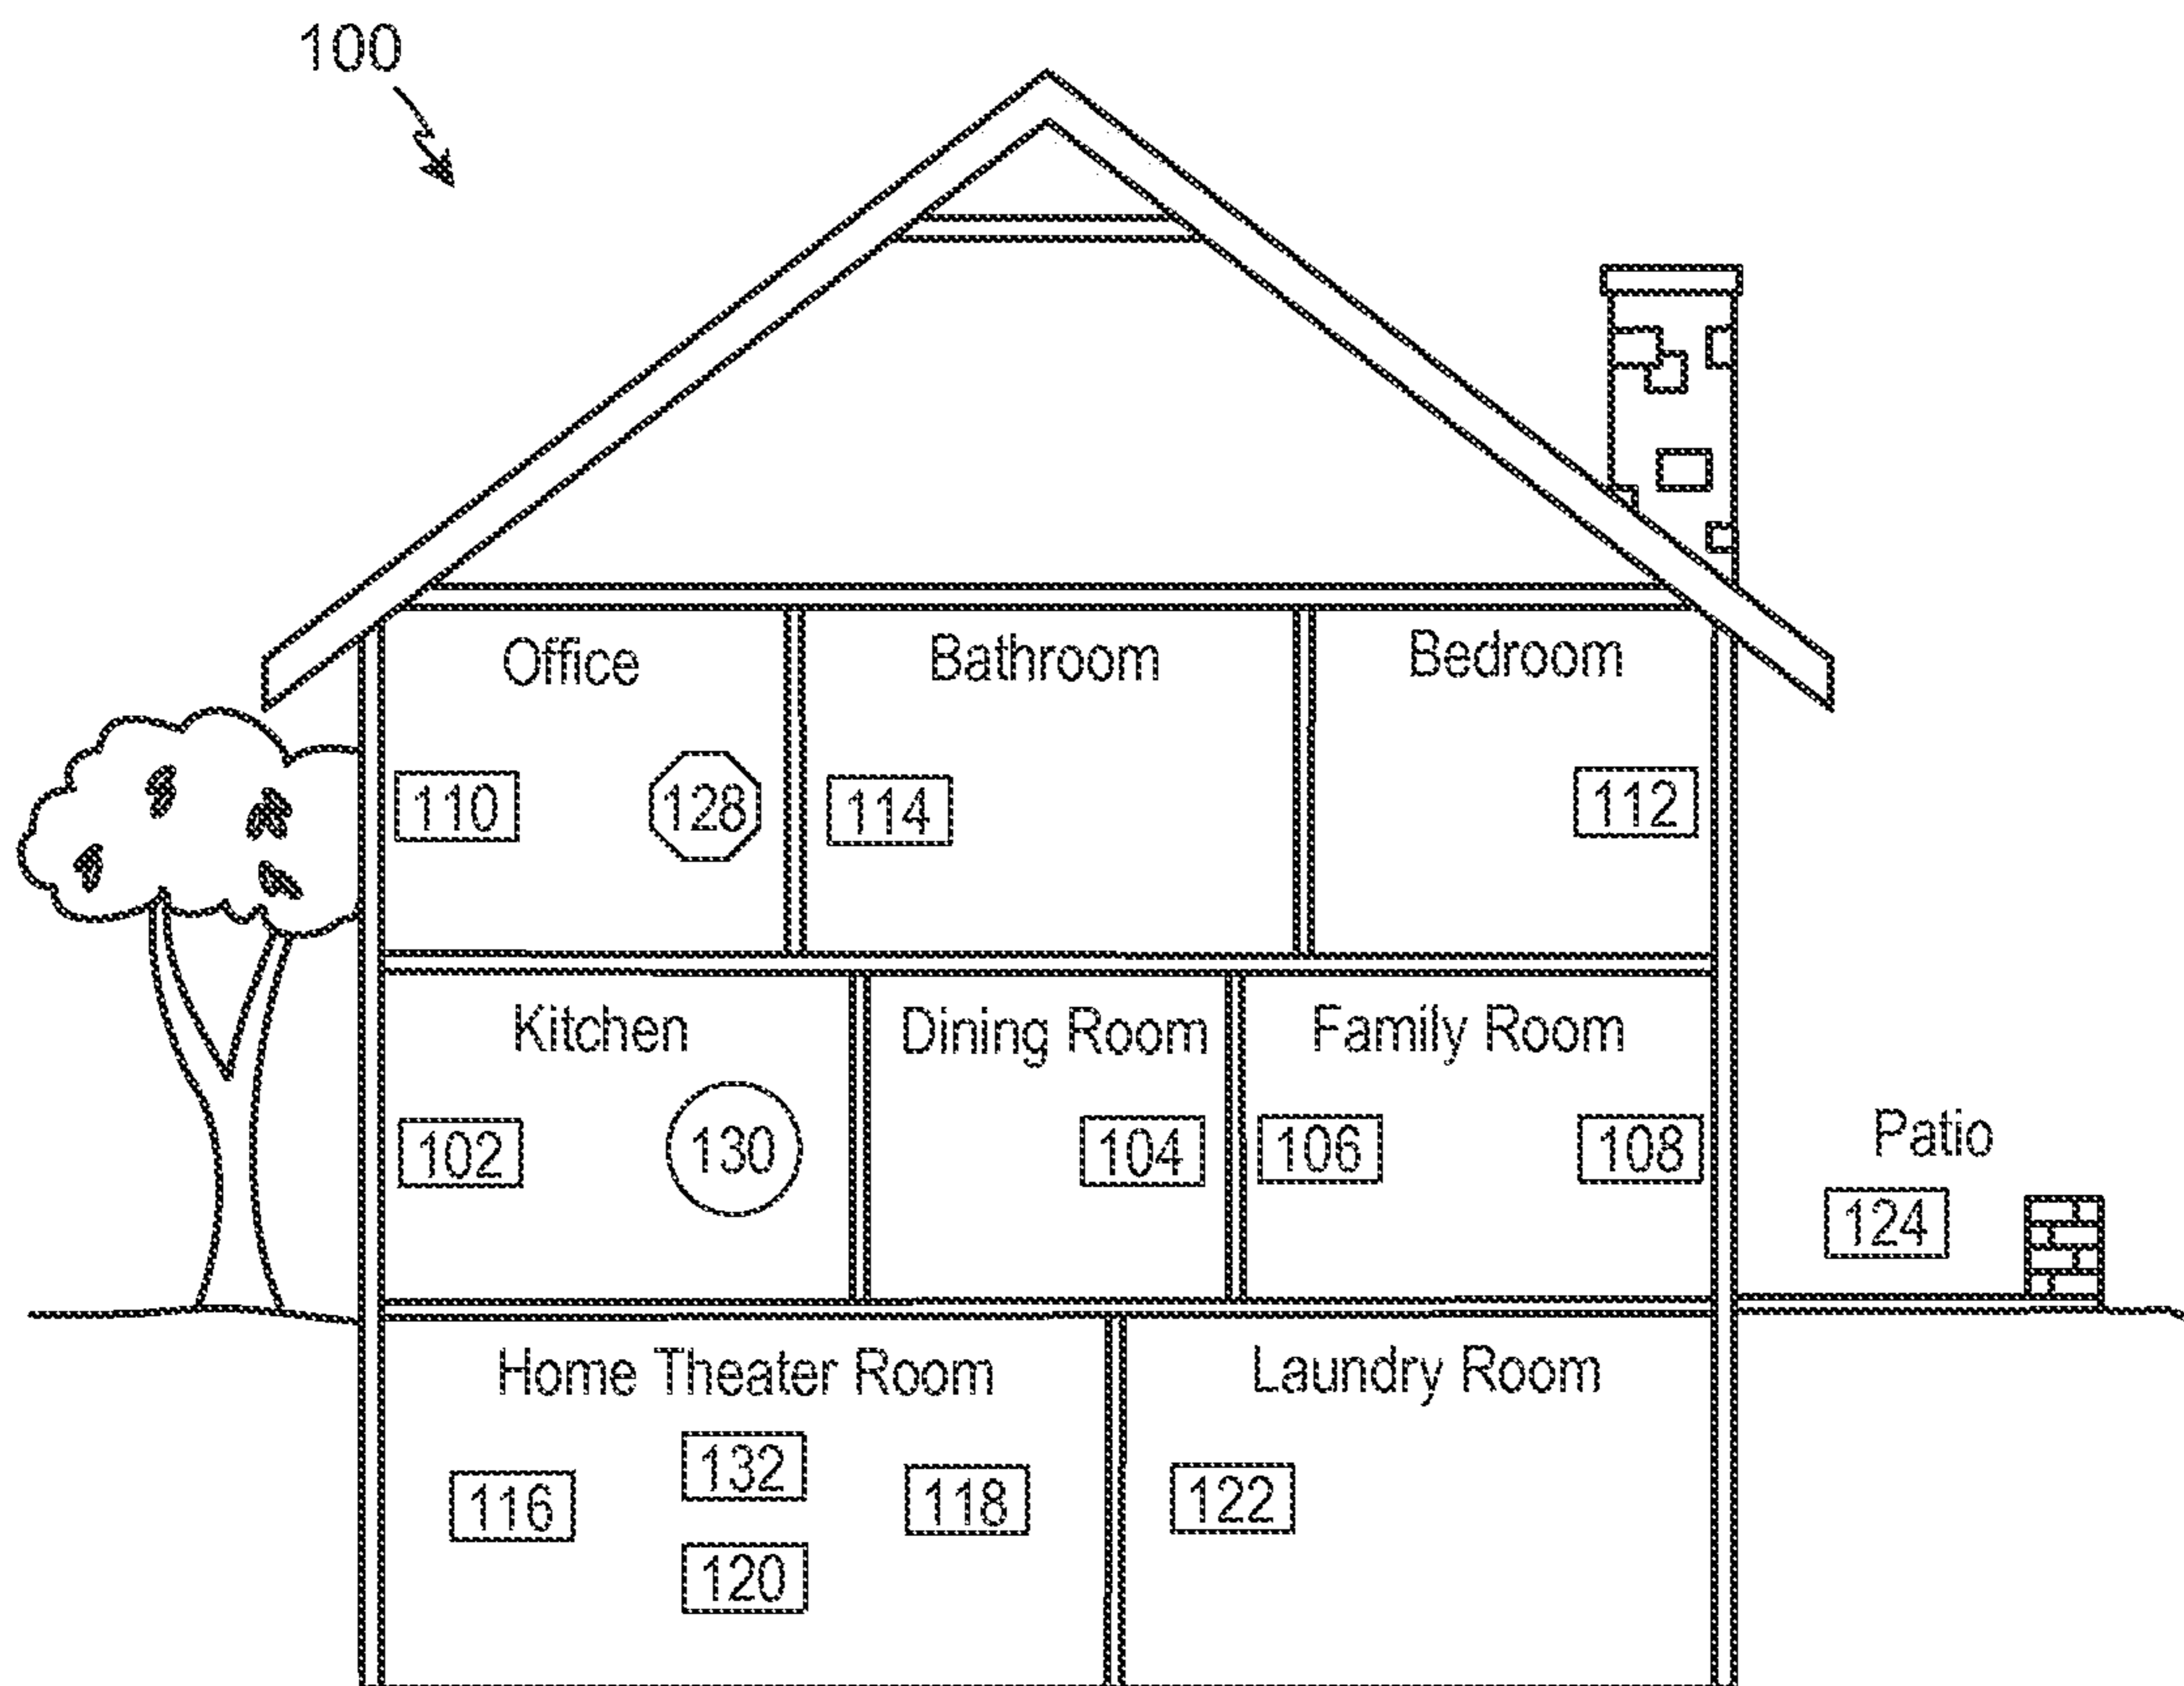 100
Office
Bathroom
Bedroom
110
128
114
112
Kitchen
Dining Room
Family Room
102
130
104
106
108
Patio
124
Home Theater Room
Laundry Room
116
132
118
120
122